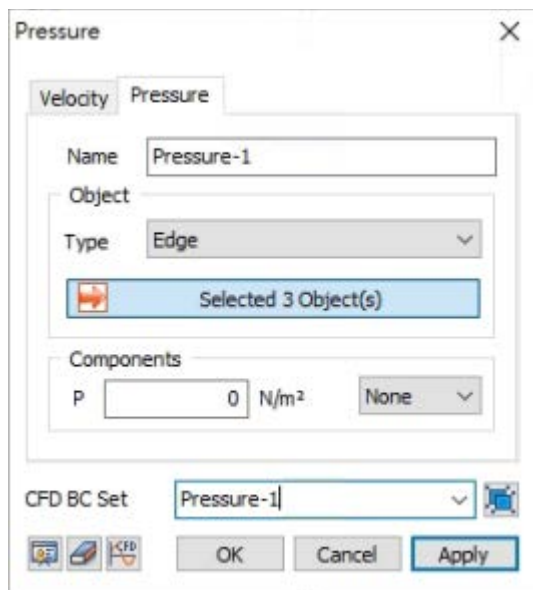 Pressure
Velocity Pressure
Name Pressure-1
Object
Type Edge
Selected 3 Object(s)
Components
P 0 N/m² None
CFD BC Set Pressure-1
CFD OK Cancel Apply